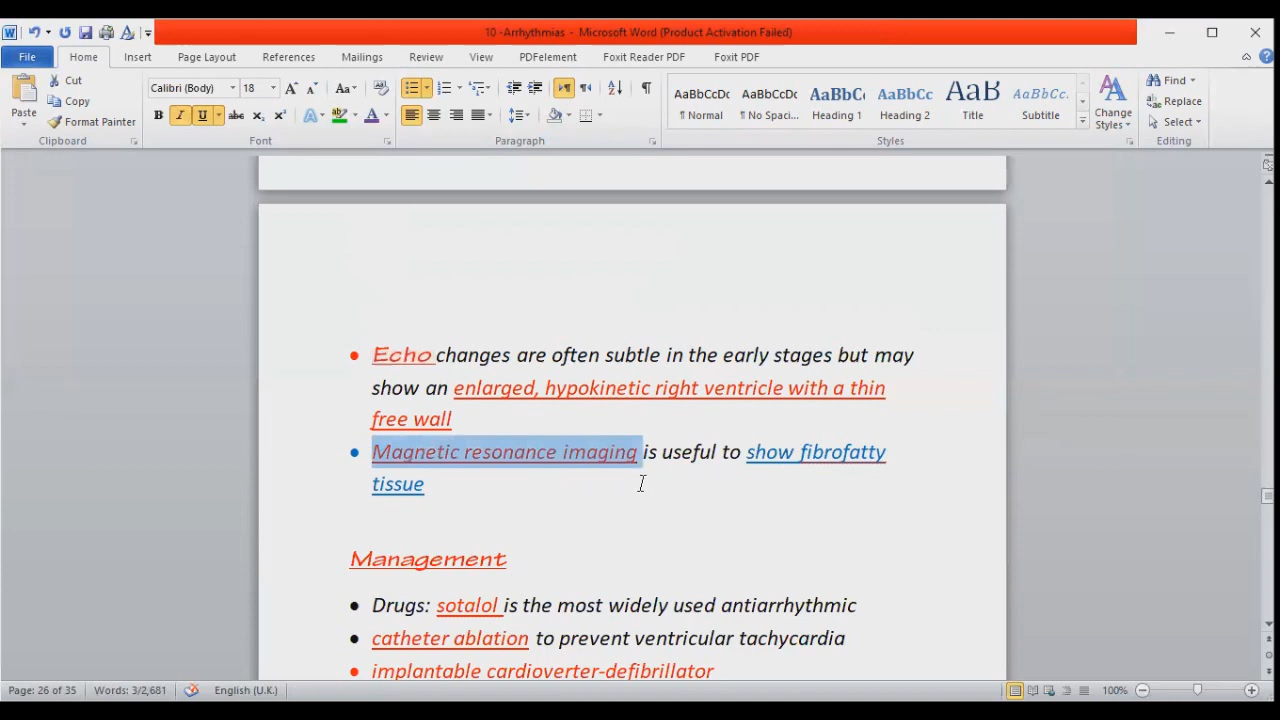 10 -Arrhythmias - Microsoft Word (Product Activation Failed)
File Home Insert Page Layout References Mailings Review View PDFelement Foxit Reader PDF Foxit PDF
Paste
Cut
Copy
Format Painter
Clipboard
Calibri (Body) 18
Font
Paragraph
AaBbCcDc AaBbCcDc AaBbCc AaBbCc AaB AaBbCc.
¶ Normal ¶ No Spaci... Heading 1 Heading 2 Title Subtitle
Change Styles
Styles
Find
Replace
Select
Editing
• Echo changes are often subtle in the early stages but may
show an enlarged, hypokinetic right ventricle with a thin
free wall
• Magnetic resonance imaging is useful to show fibrofatty
tissue
Management
• Drugs: sotalol is the most widely used antiarrhythmic
• catheter ablation to prevent ventricular tachycardia
• implantable cardioverter-defibrillator
Page: 26 of 35 Words: 3/2,681 English (U.K.) 100%